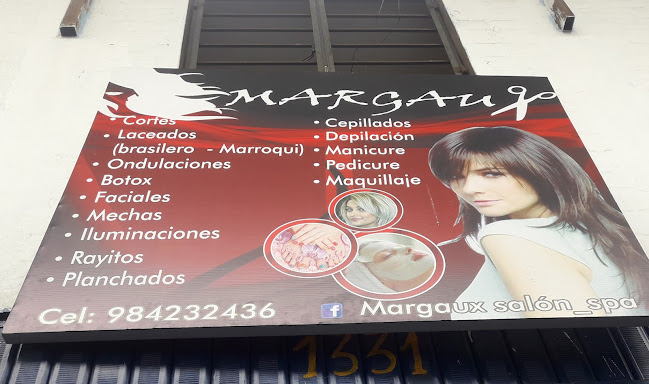 MARGAUX
• Cortes
• Laceados
(brasilero - Marroqui)
• Ondulaciones
• Botox
• Faciales
• Mechas
• Iluminaciones
• Rayitos
• Planchados
• Cepillados
• Depilación
• Manicure
• Pedicure
• Maquillaje
Cel: 984232436
f Margaux salón_spa
1331